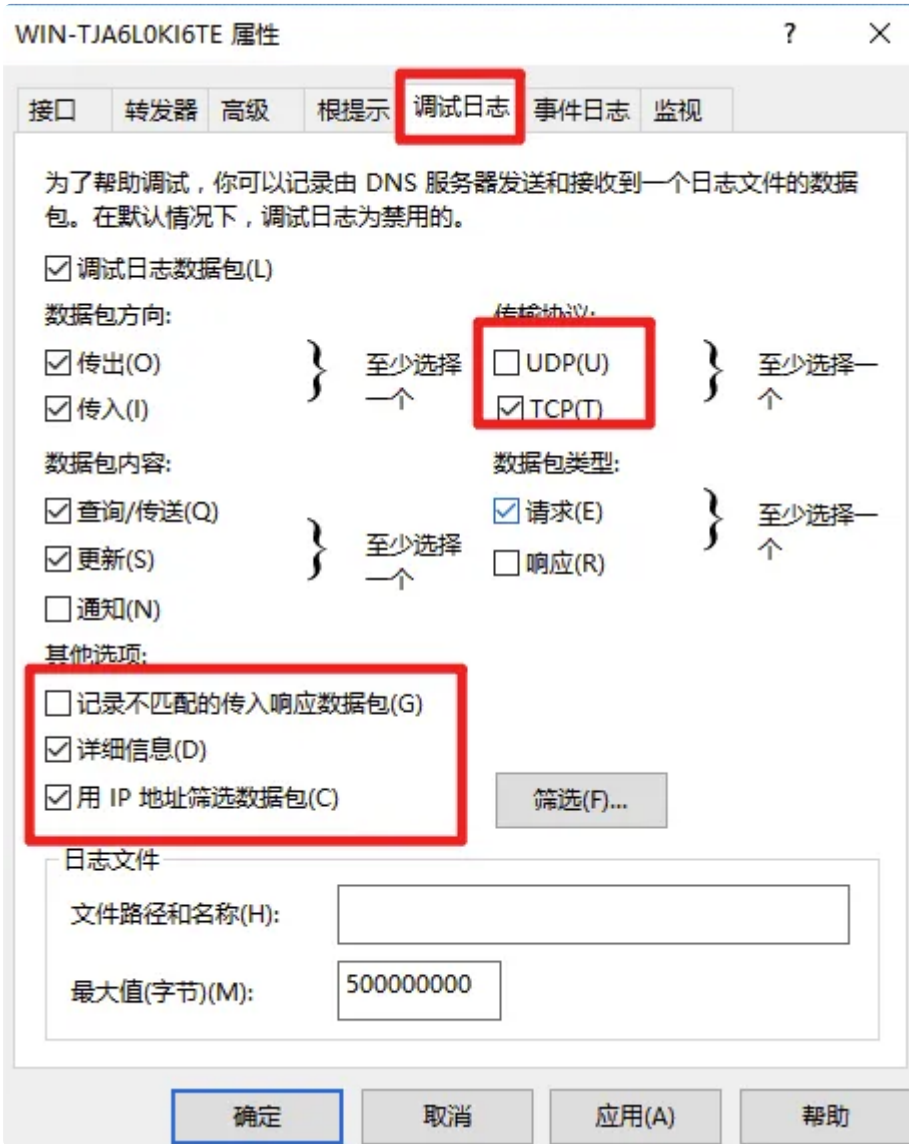 WIN-TJA6L0KI6TE 属性 ? ×
接口 转发器 高级 根提示 调试日志 事件日志 监视
为了帮助调试，你可以记录由 DNS 服务器发送和接收到一个日志文件的数据
包。在默认情况下，调试日志为禁用的。
调试日志数据包(L)
数据包方向: 传输协议:
传出(O) 至少选择 UDP(U) 至少选择一
传入(I) 一个 TCP(T) 个
数据包内容: 数据包类型:
查询/传送(Q) 请求(E) 至少选择一
更新(S) 至少选择 响应(R) 个
一个
通知(N)
其他选项:
记录不匹配的传入响应数据包(G)
详细信息(D)
用 IP 地址筛选数据包(C) 筛选(F)...
日志文件
文件路径和名称(H):
最大值(字节)(M): 500000000
确定 取消 应用(A) 帮助